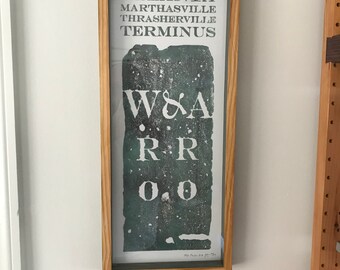 MARTHASVILLE
THRASHERVILLE
TERMINUS
W&A
R R
0.0